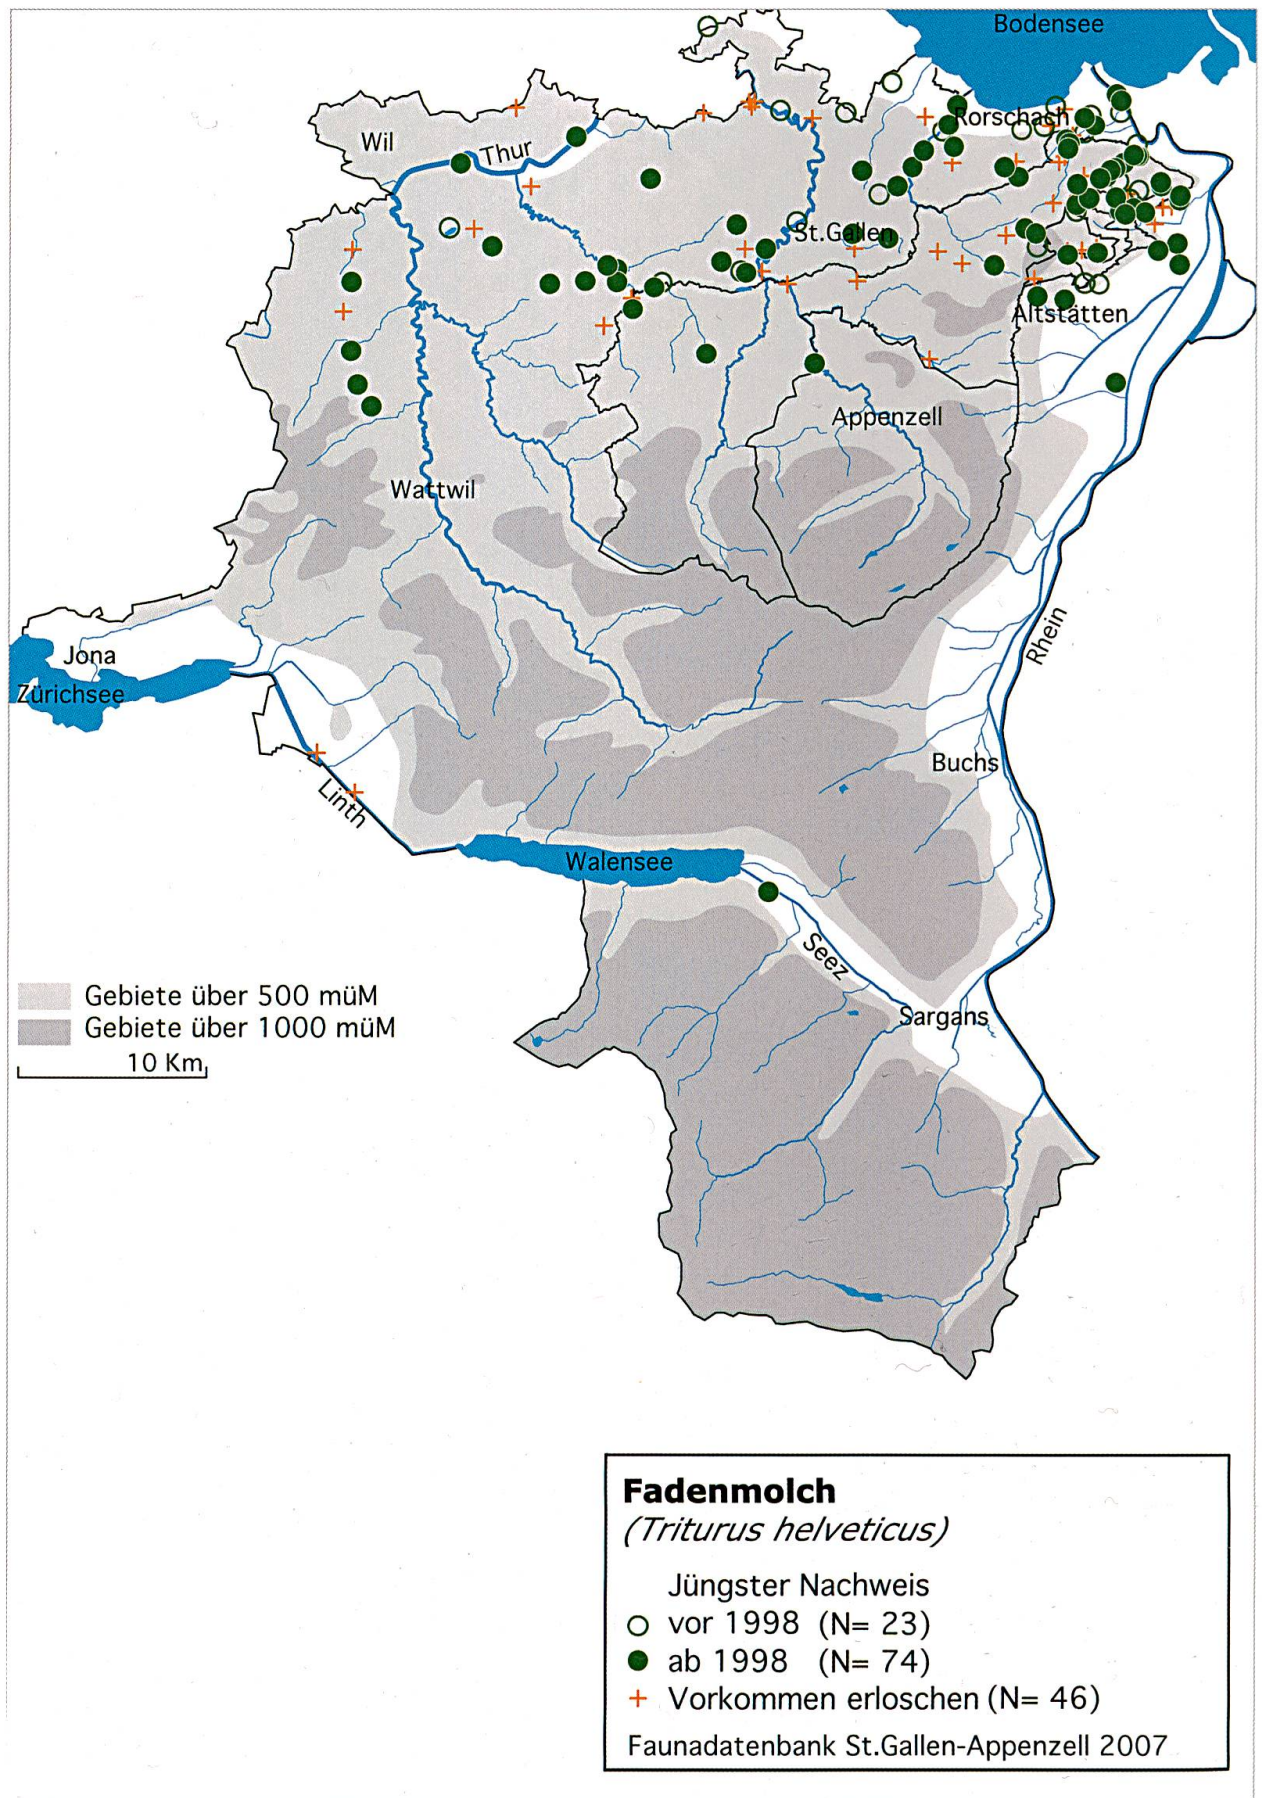 Bodensee
Rorschach
Wil
Thur
St.Gallen
Altstätten
Appenzell
Wattwil
Rhein
Jona
Zürichsee
Buchs
Linth
Walensee
Seez
Sargans
Gebiete über 500 müM
Gebiete über 1000 müM
10 Km
Fadenmolch
(Triturus helveticus)
Jüngster Nachweis
vor 1998 (N= 23)
ab 1998 (N= 74)
Vorkommen erloschen (N= 46)
Faunadatenbank St.Gallen-Appenzell 2007